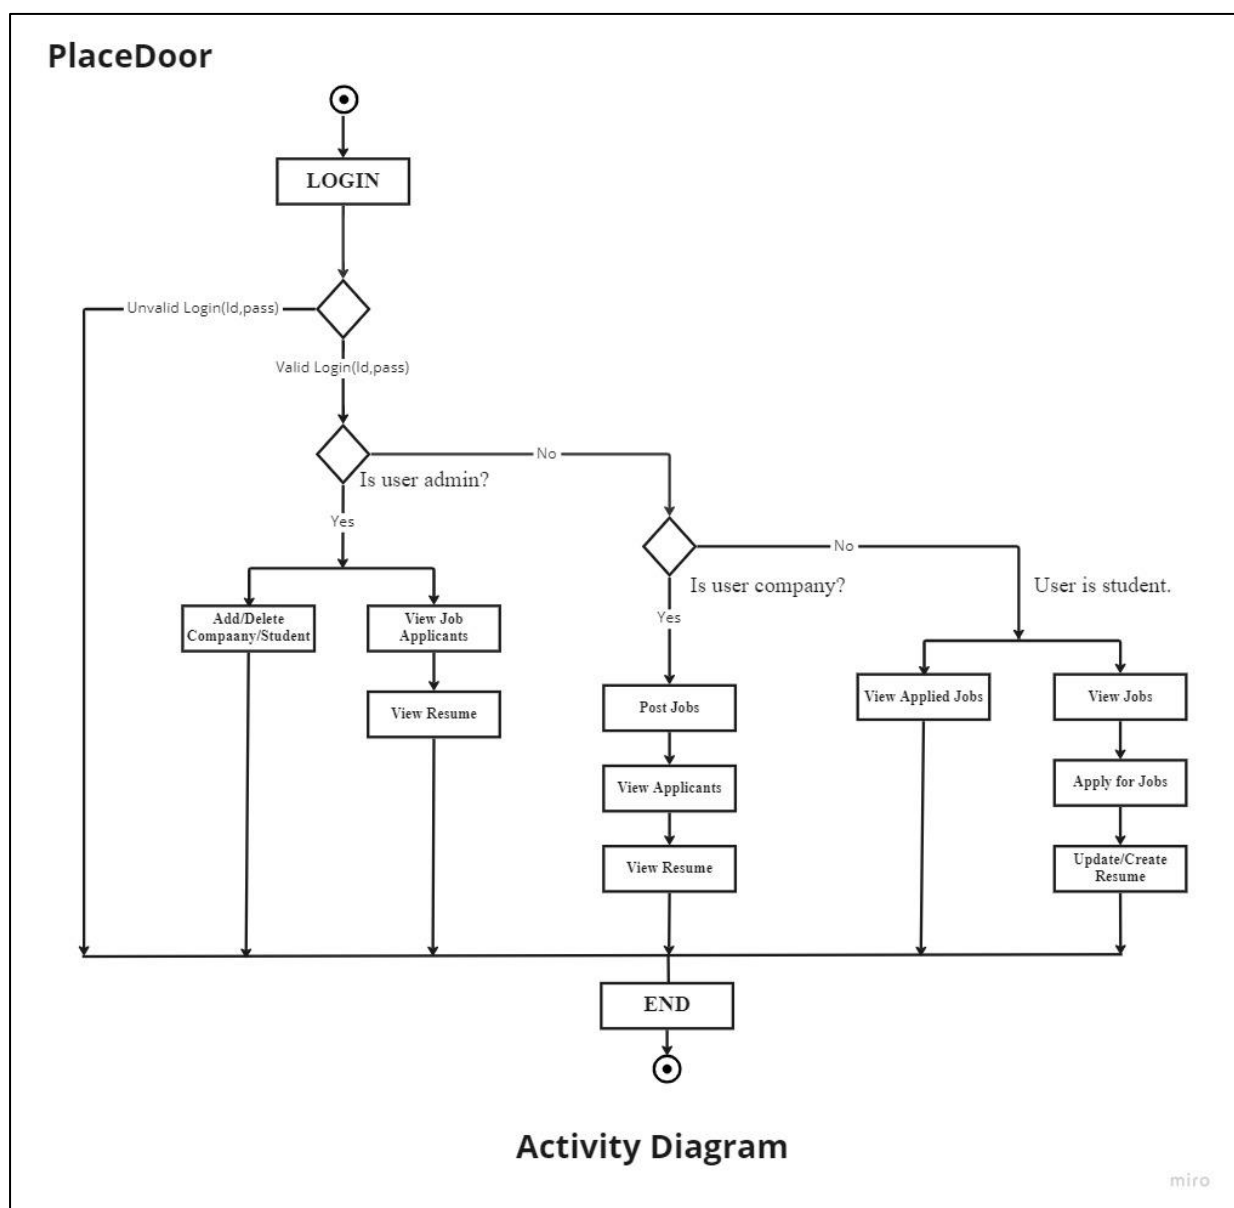 PlaceDoor
LOGIN
Unvalid Login(Id,pass)
Valid Login(Id,pass)
No
Is user admin?
Yes
No
Is user company?
User is student.
Yes
Add/Delete
Compaany/Student
View Job
Applicants
View Resume
Post Jobs
View Applicants
View Resume
View Applied Jobs
View Jobs
Apply for Jobs
Update/Create
Resume
END
Activity Diagram
miro